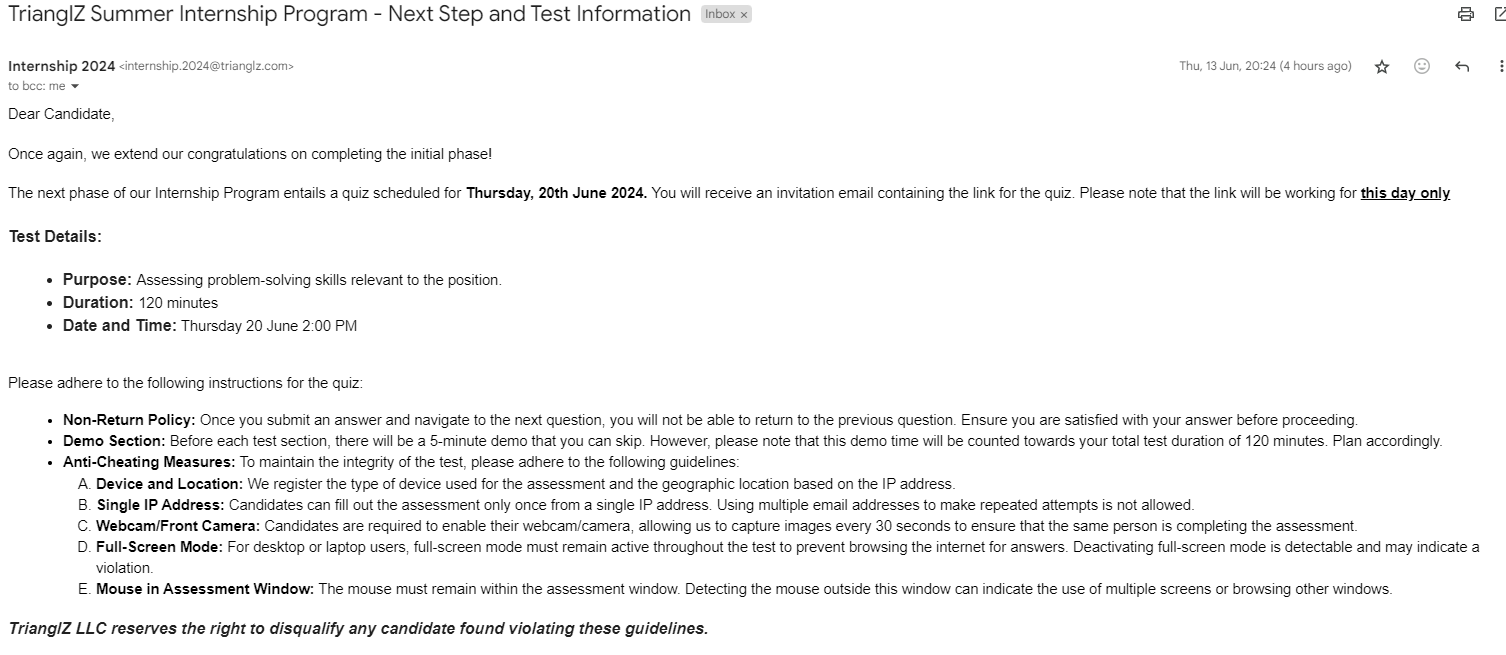 TrianglZ Summer Internship Program - Next Step and Test Information Inbox ×
Internship 2024 <internship.2024@trianglz.com> Thu, 13 Jun, 20:24 (4 hours ago)
to bcc: me
Dear Candidate,
Once again, we extend our congratulations on completing the initial phase!
The next phase of our Internship Program entails a quiz scheduled for Thursday, 20th June 2024. You will receive an invitation email containing the link for the quiz. Please note that the link will be working for this day only
Test Details:
• Purpose: Assessing problem-solving skills relevant to the position.
• Duration: 120 minutes
• Date and Time: Thursday 20 June 2:00 PM
Please adhere to the following instructions for the quiz:
• Non-Return Policy: Once you submit an answer and navigate to the next question, you will not be able to return to the previous question. Ensure you are satisfied with your answer before proceeding.
• Demo Section: Before each test section, there will be a 5-minute demo that you can skip. However, please note that this demo time will be counted towards your total test duration of 120 minutes. Plan accordingly.
• Anti-Cheating Measures: To maintain the integrity of the test, please adhere to the following guidelines:
A. Device and Location: We register the type of device used for the assessment and the geographic location based on the IP address.
B. Single IP Address: Candidates can fill out the assessment only once from a single IP address. Using multiple email addresses to make repeated attempts is not allowed.
C. Webcam/Front Camera: Candidates are required to enable their webcam/camera, allowing us to capture images every 30 seconds to ensure that the same person is completing the assessment.
D. Full-Screen Mode: For desktop or laptop users, full-screen mode must remain active throughout the test to prevent browsing the internet for answers. Deactivating full-screen mode is detectable and may indicate a
violation.
E. Mouse in Assessment Window: The mouse must remain within the assessment window. Detecting the mouse outside this window can indicate the use of multiple screens or browsing other windows.
TrianglZ LLC reserves the right to disqualify any candidate found violating these guidelines.